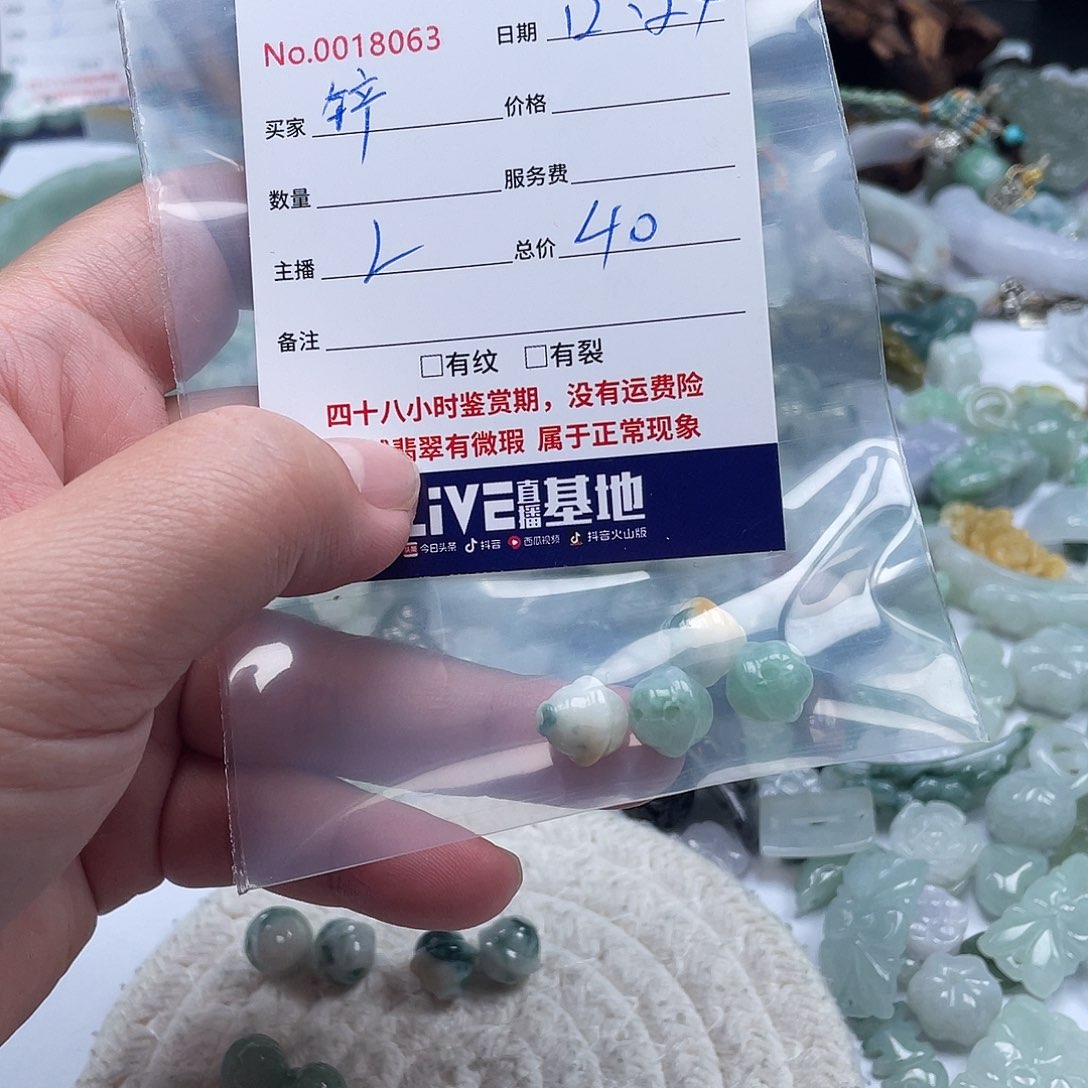 No.0018063 日期
买家 锌 价格
数量 服务费
主播 L 总价 40
备注
□有纹 □有裂
四十八小时鉴赏期，没有运费险
翡翠有微瑕 属于正常现象
LiVE直播基地
今日头条 抖音 西瓜视频 抖音火山版